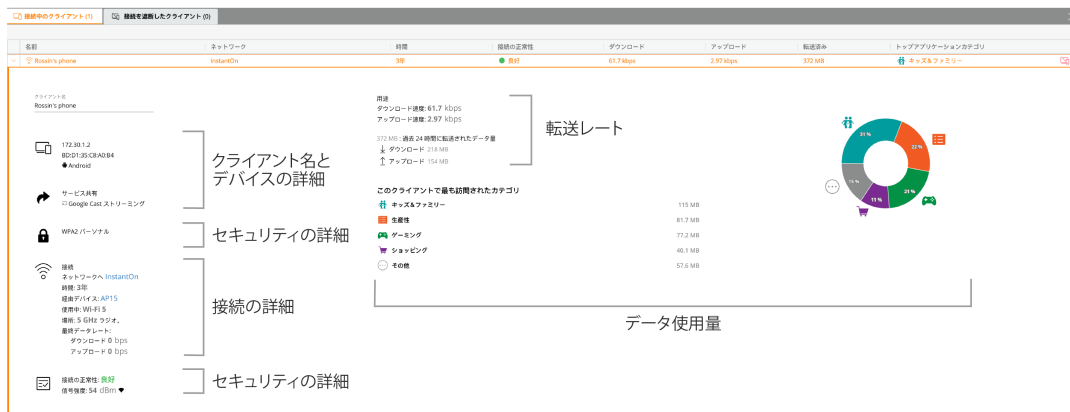 接続中のクライアント (1)
接続を遮断したクライアント (0)
名前 ネットワーク 時間 接続の正常性 ダウンロード アップロード 転送済み トップアプリケーションカテゴリ
Rossin's phone InstantOn 3年 良好 61.7 kbps 2.97 kbps 372 MB キッズ&ファミリー
クライアント名
Rossin's phone
172.30.1.2
BD:D1:35:C8:A0:B4
Android
サービス共有
Google Cast ストリーミング
クライアント名と
デバイスの詳細
WPA2 パーソナル
セキュリティの詳細
接続
ネットワークへ InstantOn
時間: 3年
経由デバイス: AP15
使用中: Wi-Fi 5
場所: 5 GHz ラジオ。
最終データレート:
ダウンロード 0 bps
アップロード 0 bps
接続の詳細
接続の正常性: 良好
信号強度: 54 dBm
セキュリティの詳細
用途
ダウンロード速度: 61.7 kbps
アップロード速度: 2.97 kbps
372 MB : 過去 24 時間に転送されたデータ量
ダウンロード 218 MB
アップロード 154 MB
転送レート
このクライアントで最も訪問されたカテゴリ
キッズ&ファミリー 115 MB
生産性 81.7 MB
ゲーミング 77.2 MB
ショッピング 40.1 MB
その他 57.6 MB
31 %
22 %
21 %
11 %
15 %
データ使用量